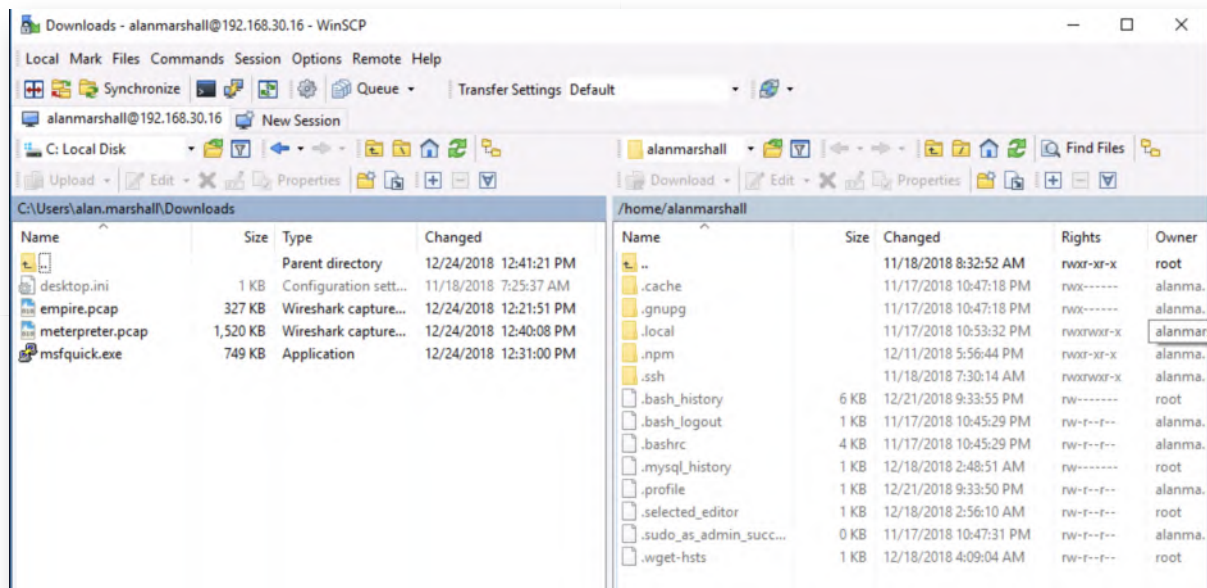 Downloads - alanmarshall@192.168.30.16 - WinSCP
Local Mark Files Commands Session Options Remote Help
Synchronize Queue Transfer Settings Default
alanmarshall@192.168.30.16 New Session
C: Local Disk alanmarshall Find Files
Upload Edit Properties Download Edit Properties
C:\Users\alan.marshall\Downloads /home/alanmarshall
Name Size Type Changed Name Size Changed Rights Owner
.. Parent directory 12/24/2018 12:41:21 PM .. 11/18/2018 8:32:52 AM rwxr-xr-x root
desktop.ini 1 KB Configuration sett... 11/18/2018 7:25:37 AM .cache 11/17/2018 10:47:18 PM rwx------ alanma.
empire.pcap 327 KB Wireshark capture... 12/24/2018 12:21:51 PM .gnupg 11/17/2018 10:47:18 PM rwx------ alanma.
meterpreter.pcap 1,520 KB Wireshark capture... 12/24/2018 12:40:08 PM .local 11/17/2018 10:53:32 PM rwxrwxr-x alanmar
msfquick.exe 749 KB Application 12/24/2018 12:31:00 PM .npm 12/11/2018 5:56:44 PM rwxr-xr-x alanma.
.ssh 11/18/2018 7:30:14 AM rwxrwxr-x alanma.
.bash_history 6 KB 12/21/2018 9:33:55 PM rw------- root
.bash_logout 1 KB 11/17/2018 10:45:29 PM rw-r--r-- alanma.
.bashrc 4 KB 11/17/2018 10:45:29 PM rw-r--r-- alanma.
.mysql_history 1 KB 12/18/2018 2:48:51 AM rw------- root
.profile 1 KB 12/21/2018 9:33:50 PM rw-r--r-- alanma.
.selected_editor 1 KB 12/18/2018 2:56:10 AM rw-r--r-- root
.sudo_as_admin_succ... 0 KB 11/17/2018 10:47:31 PM rw-r--r-- alanma.
.wget-hsts 1 KB 12/18/2018 4:09:04 AM rw-r--r-- root